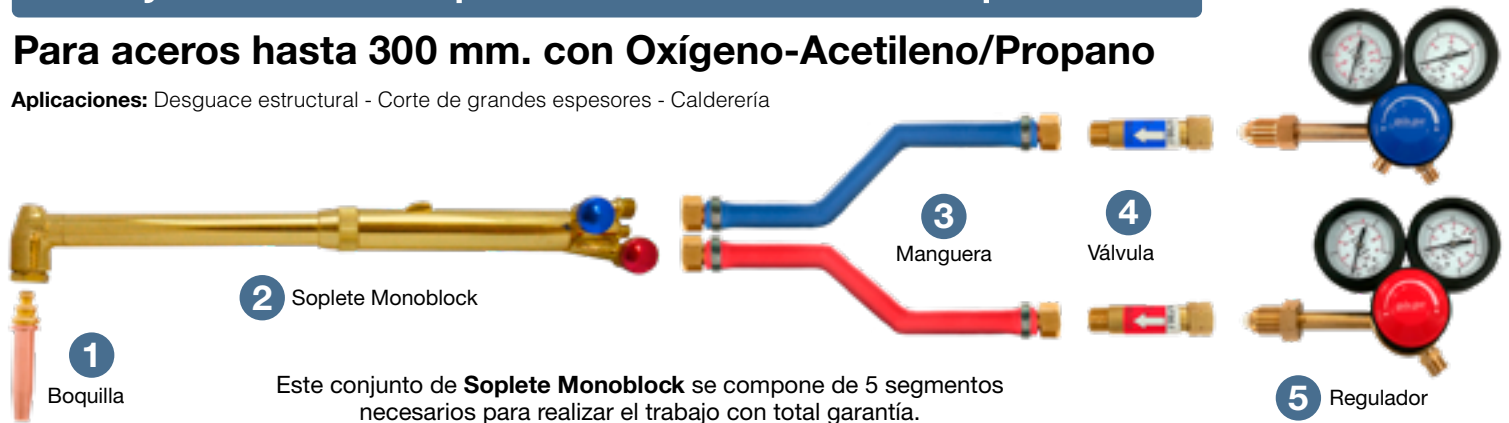 Para aceros hasta 300 mm. con Oxígeno-Acetileno/Propano
Aplicaciones: Desguace estructural - Corte de grandes espesores - Calderería
3
Manguera
4
Válvula
2 Soplete Monoblock
1
Boquilla
Este conjunto de Soplete Monoblock se compone de 5 segmentos
necesarios para realizar el trabajo con total garantía.
5 Regulador